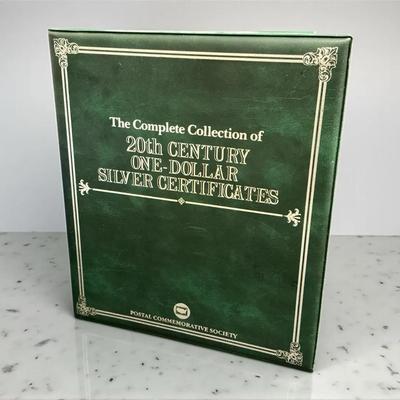 The Complete Collection of
20th CENTURY
ONE-DOLLAR
SILVER CERTIFICATES
POSTAL COMMEMORATIVE SOCIETY